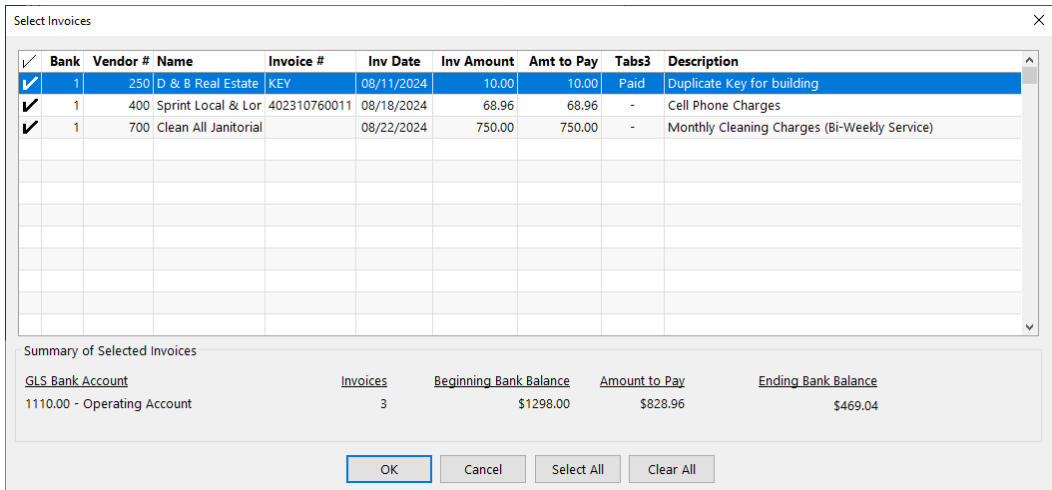 Select Invoices
Bank Vendor # Name Invoice # Inv Date Inv Amount Amt to Pay Tabs3 Description
1 250 D & B Real Estate KEY 08/11/2024 10.00 10.00 Paid Duplicate Key for building
1 400 Sprint Local & Lor 402310760011 08/18/2024 68.96 68.96 - Cell Phone Charges
1 700 Clean All Janitorial 08/22/2024 750.00 750.00 - Monthly Cleaning Charges (Bi-Weekly Service)
Summary of Selected Invoices
GLS Bank Account Invoices Beginning Bank Balance Amount to Pay Ending Bank Balance
1110.00 - Operating Account 3 $1298.00 $828.96 $469.04
OK Cancel Select All Clear All